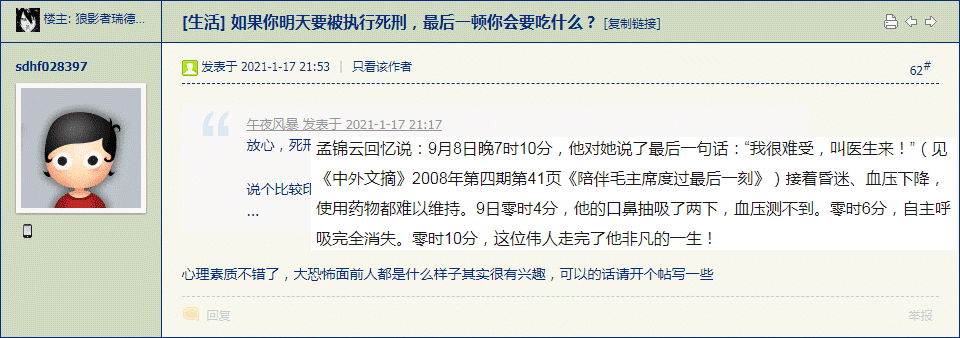 楼主: 狼影者瑞德...
[生活] 如果你明天要被执行死刑，最后一顿你会要吃什么？ [复制链接]
sdhf028397
发表于 2021-1-17 21:53 | 只看该作者
62#
午夜风暴 发表于 2021-1-17 21:17
放心，死刑
说个比较印
...
孟锦云回忆说：9月8日晚7时10分，他对她说了最后一句话：“我很难受，叫医生来！”（见
《中外文摘》2008年第四期第41页《陪伴毛主席度过最后一刻》）接着昏迷、血压下降，
使用药物都难以维持。9日零时4分，他的口鼻抽吸了两下，血压测不到。零时6分，自主呼
吸完全消失。零时10分，这位伟人走完了他非凡的一生！
心理素质不错了，大恐怖面前人都是什么样子其实很有兴趣，可以的话请开个帖写一些
回复
举报